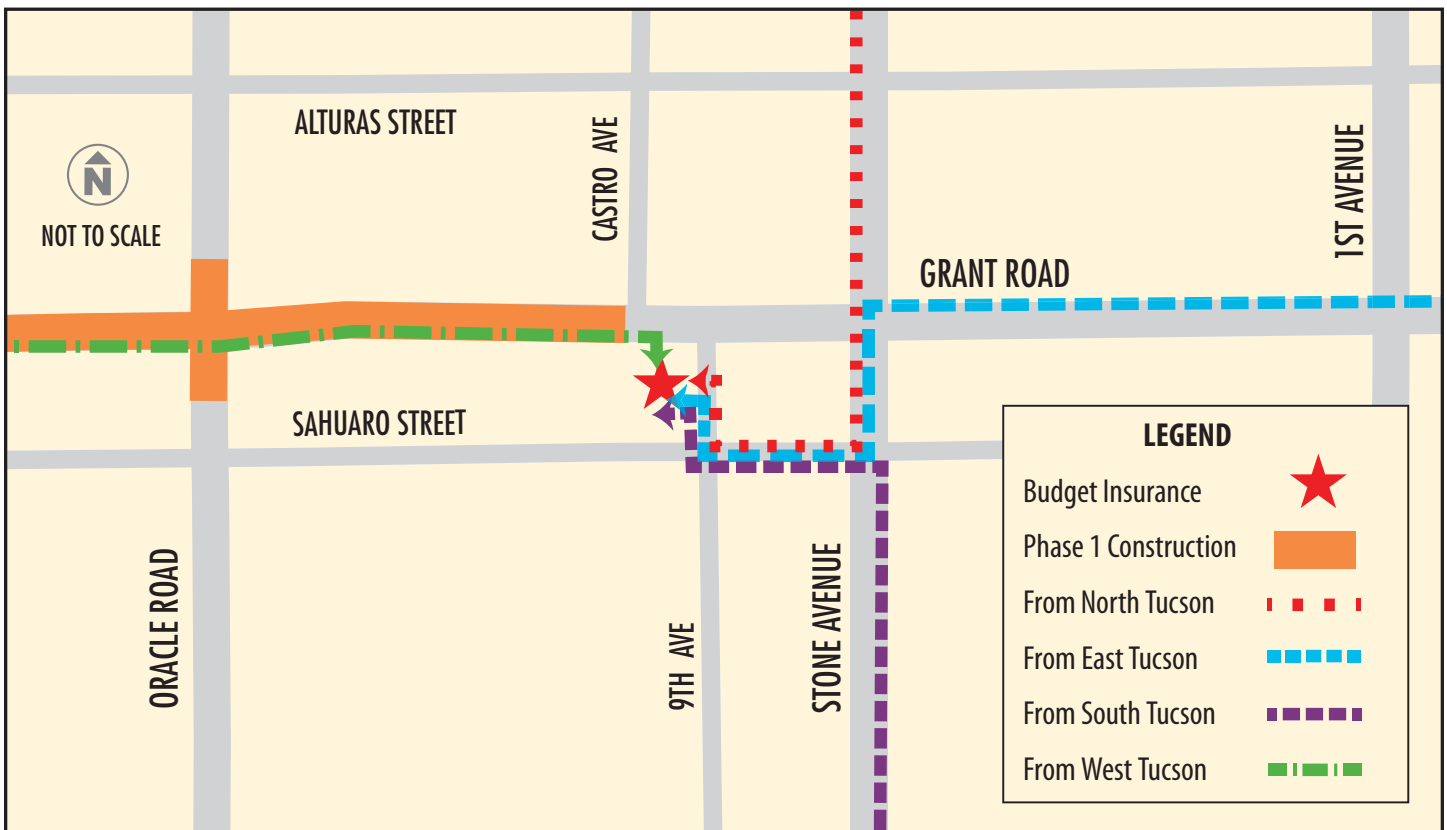 ALTURAS STREET
CASTRO AVE
1ST AVENUE
N
NOT TO SCALE
GRANT ROAD
SAHUARO STREET
ORACLE ROAD
9TH AVE
STONE AVENUE
LEGEND
Budget Insurance
Phase 1 Construction
From North Tucson
From East Tucson
From South Tucson
From West Tucson